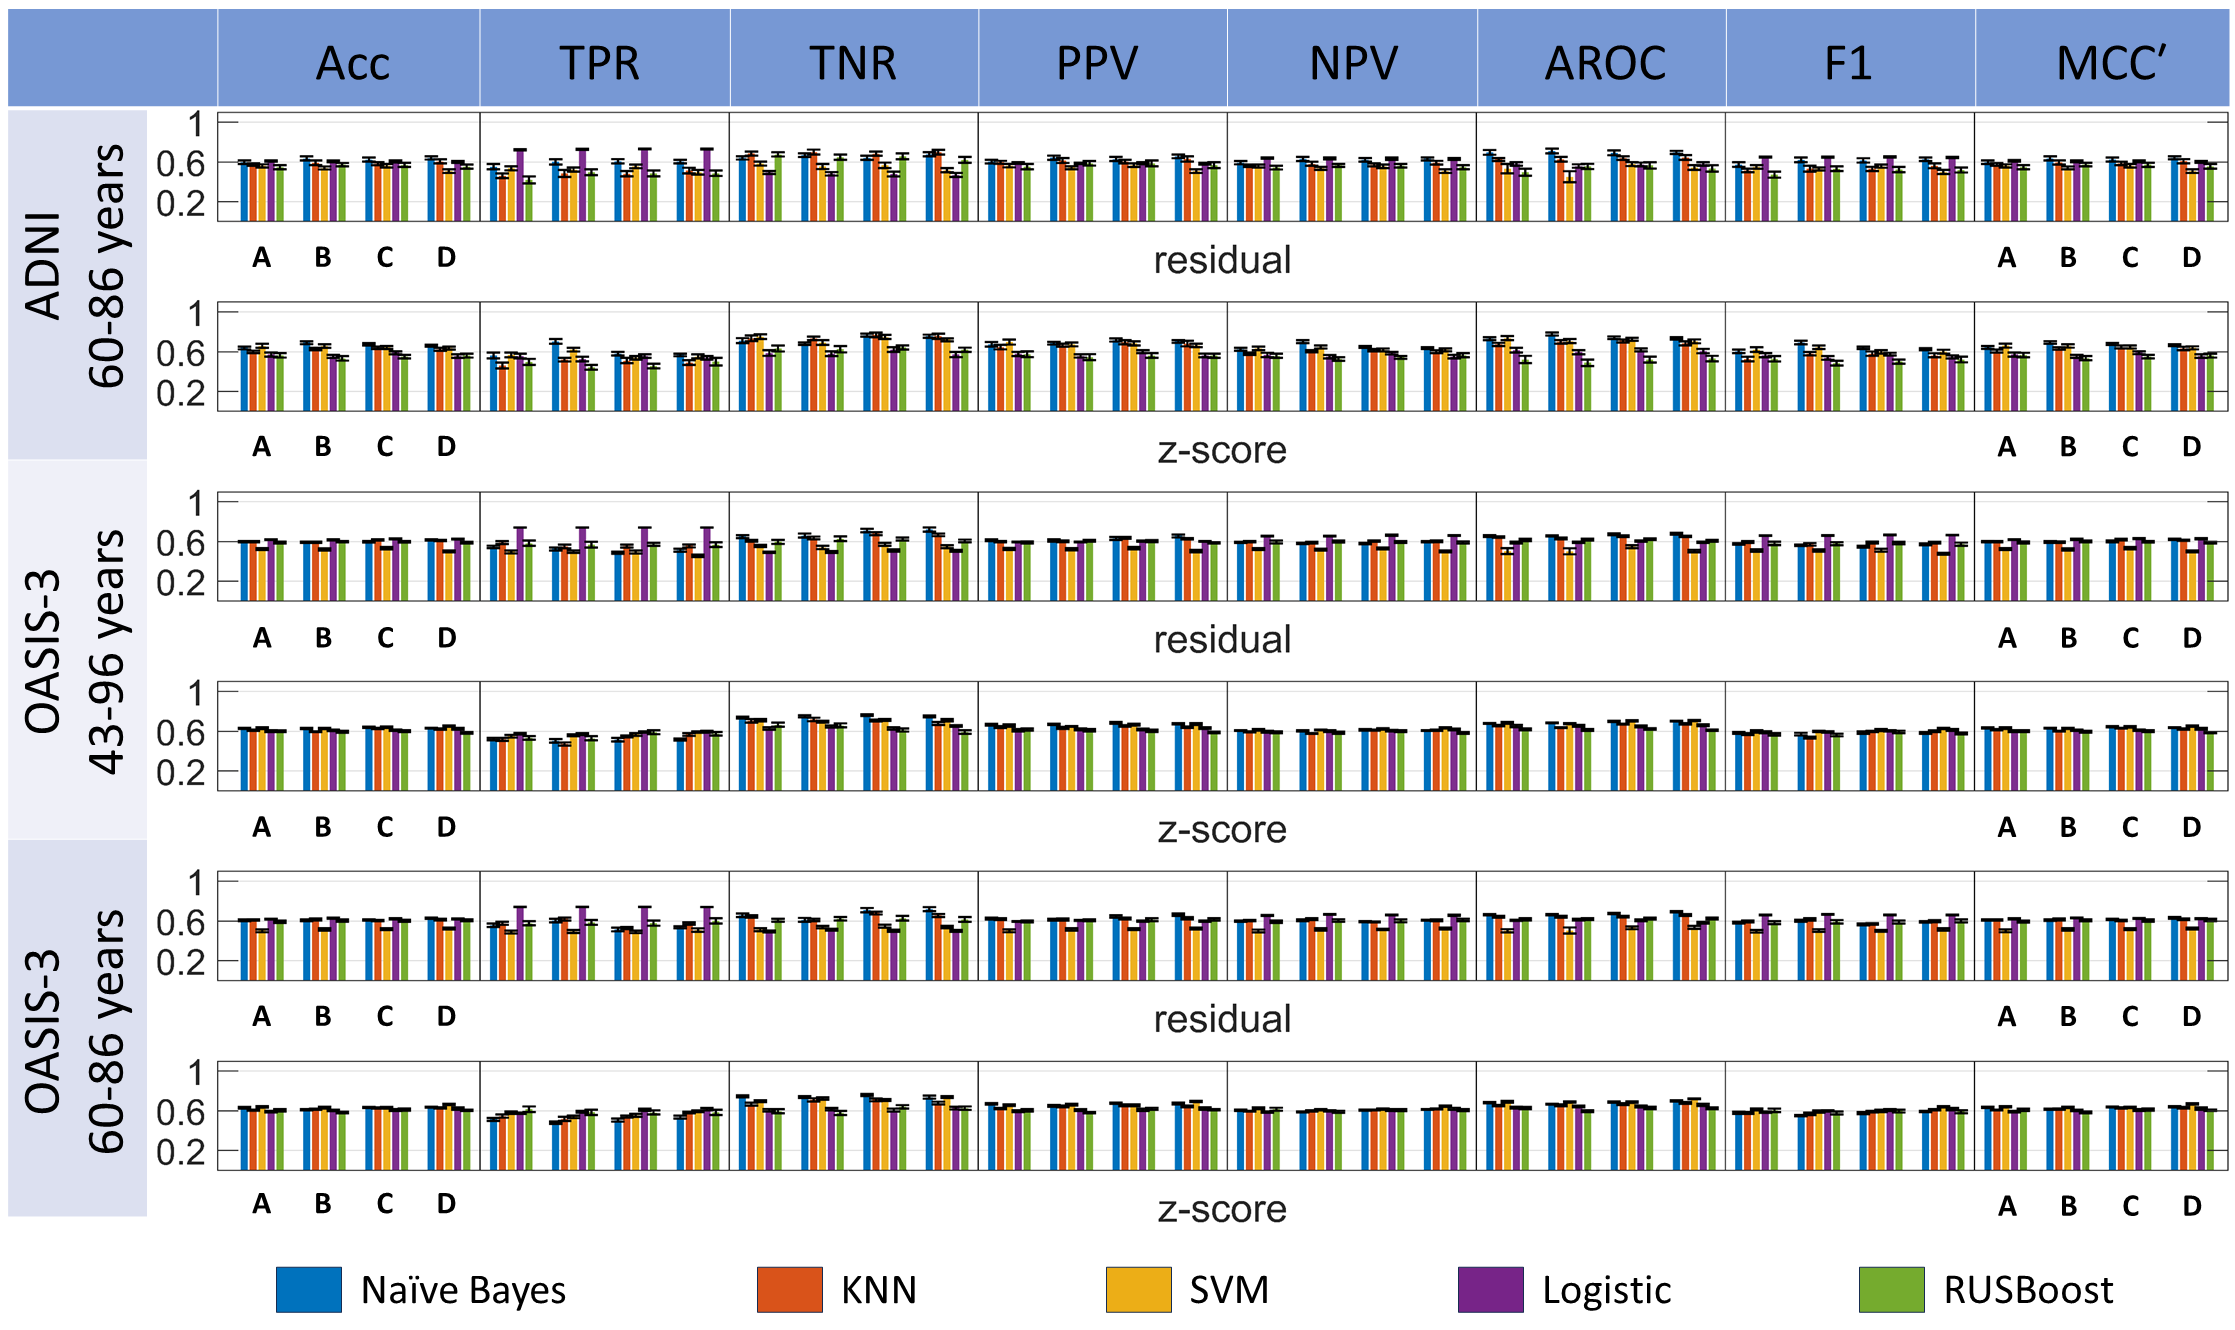 Acc TPR TNR PPV NPV AROC F1 MCC′
ADNI
60-86 years
1
0.6
0.2
A B C D residual A B C D
1
0.6
0.2
A B C D z-score A B C D
OASIS-3
43-96 years
1
0.6
0.2
A B C D residual A B C D
1
0.6
0.2
A B C D z-score A B C D
OASIS-3
60-86 years
1
0.6
0.2
A B C D residual A B C D
1
0.6
0.2
A B C D z-score A B C D
Naïve Bayes KNN SVM Logistic RUSBoost